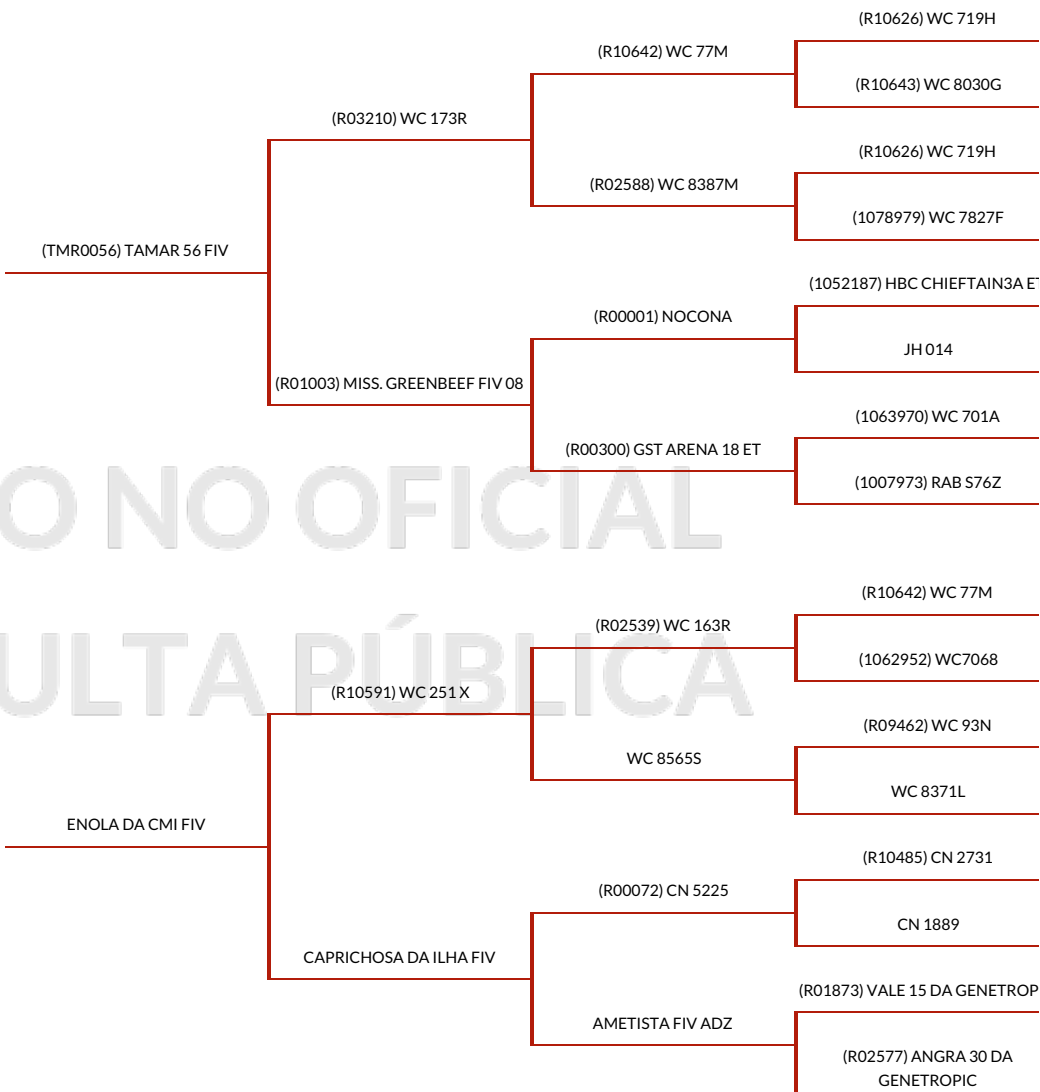 (R10626) WC 719H
(R10642) WC 77M
(R10643) WC 8030G
(R03210) WC 173R
(R10626) WC 719H
(R02588) WC 8387M
(1078979) WC 7827F
(TMR0056) TAMAR 56 FIV
(1052187) HBC CHIEFTAIN3A ET
(R00001) NOCONA
JH 014
(R01003) MISS. GREENBEEF FIV 08
(1063970) WC 701A
(R00300) GST ARENA 18 ET
(1007973) RAB S76Z
O NO OFICIAL
(R10642) WC 77M
(R02539) WC 163R
(1062952) WC7068
ULTA PÚBLICA
(R10591) WC 251 X
(R09462) WC 93N
WC 8565S
WC 8371L
ENOLA DA CMI FIV
(R10485) CN 2731
(R00072) CN 5225
CN 1889
CAPRICHOSA DA ILHA FIV
(R01873) VALE 15 DA GENETROP
AMETISTA FIV ADZ
(R02577) ANGRA 30 DA
GENETROPIC